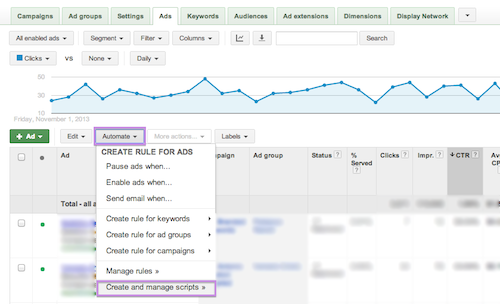 Campaigns Ad groups Settings Ads Keywords Audiences Ad extensions Dimensions Display Network
All enabled ads Segment Filter Columns Search
Clicks VS None Daily
50
30
10
Friday, November 1, 2013
+ Ad Edit Automate More actions... Labels
CREATE RULE FOR ADS
Pause ads when...
Enable ads when...
Send email when...
Create rule for keywords
Create rule for ad groups
Create rule for campaigns
Manage rules »
Create and manage scripts »
Ad paign Ad group Status ? % Served ? Clicks ? Impr. ? CTR ? Av CP
Total - all a